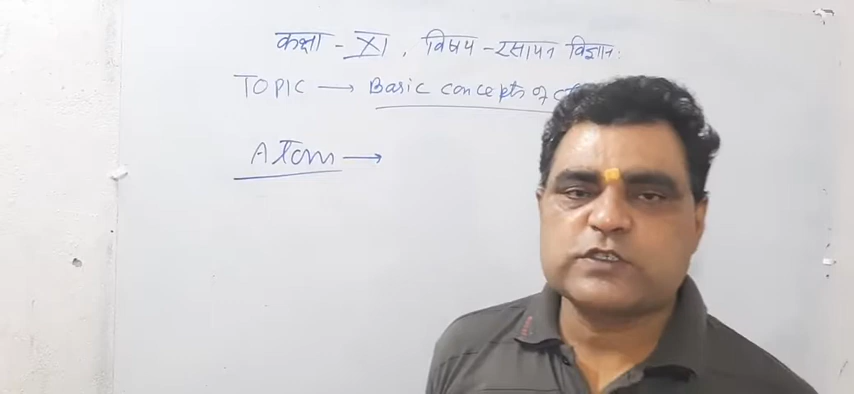 कक्षा - XI , विषय - रसायन विज्ञान :
TOPIC → Basic concepts of
Atom →